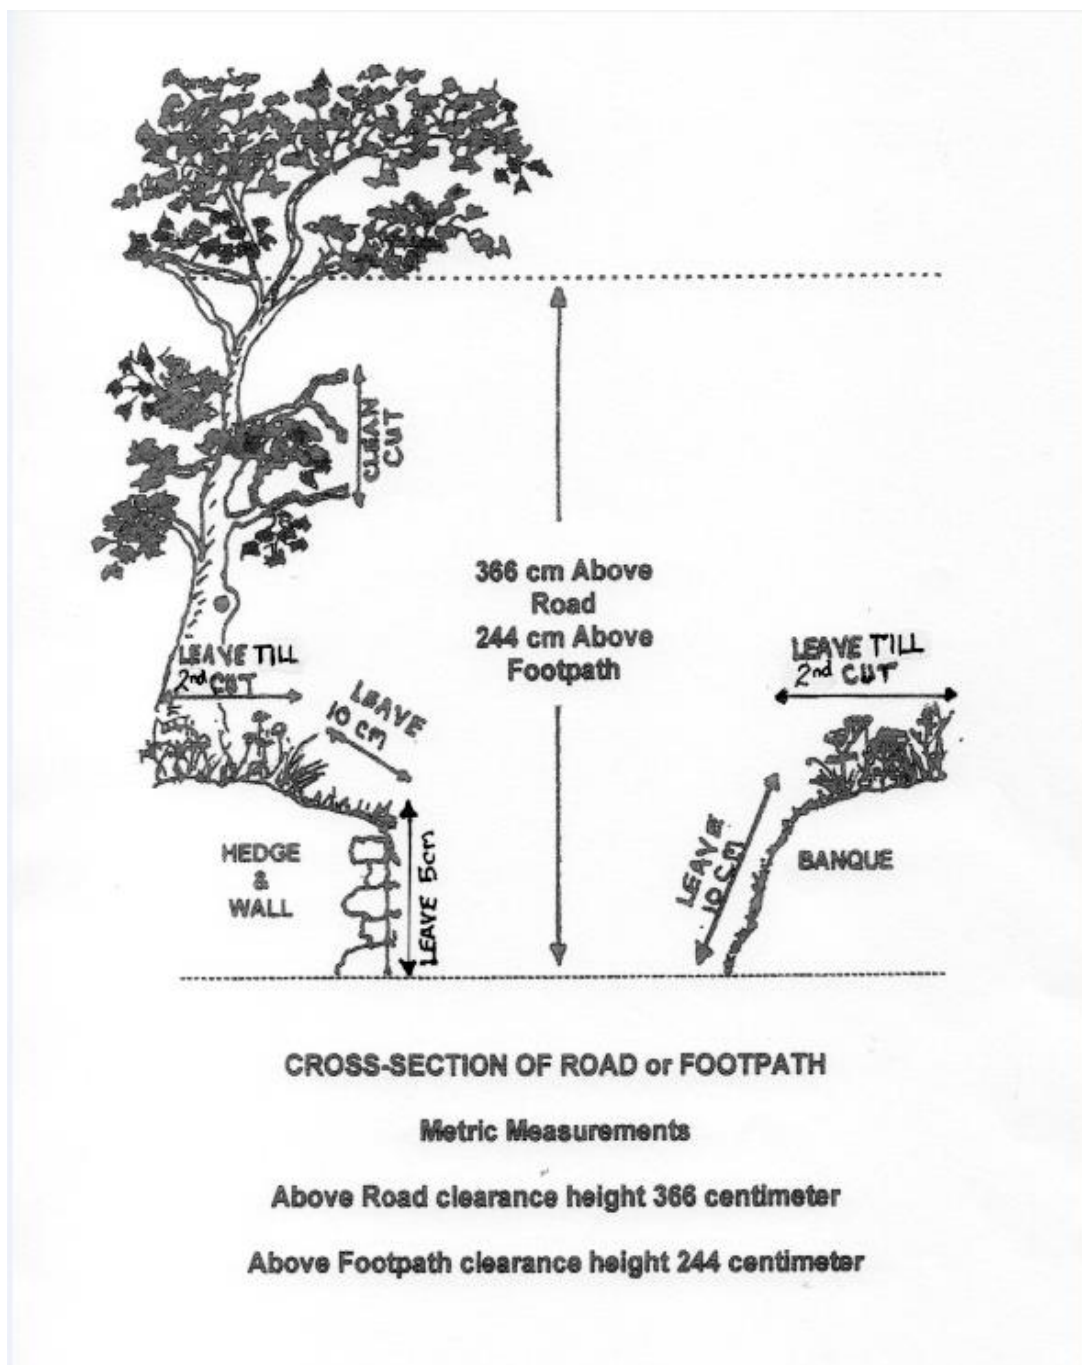 CLEAN
CUT
366 cm Above
Road
244 cm Above
Footpath
LEAVE TILL
2nd CUT
LEAVE
10 cm
LEAVE TILL
2nd CUT
HEDGE
&
WALL
LEAVE 5cm
LEAVE
10 CM
BANQUE
CROSS-SECTION OF ROAD or FOOTPATH
Metric Measurements
Above Road clearance height 366 centimeter
Above Footpath clearance height 244 centimeter